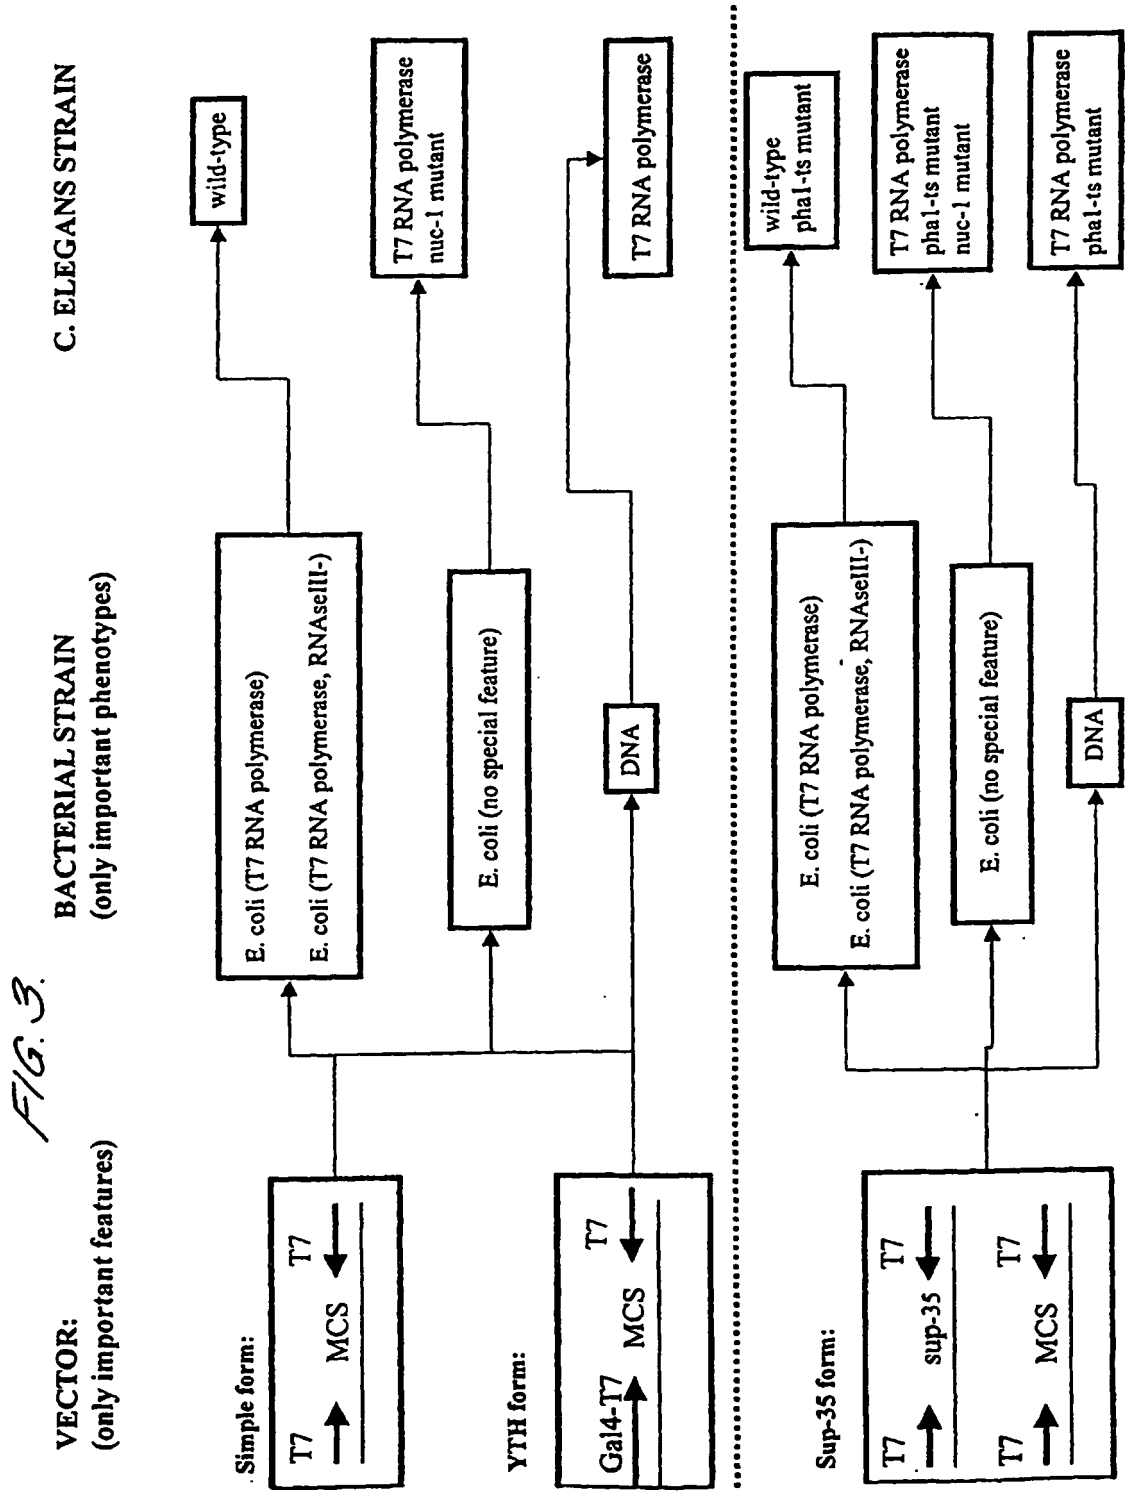 FIG. 3.
VECTOR:
(only important features)
BACTERIAL STRAIN
(only important phenotypes)
C. ELEGANS STRAIN
Simple form:
T7
T7
MCS
E. coli (T7 RNA polymerase)
E. coli (T7 RNA polymerase, RNAseIII-)
wild-type
E. coli (no special feature)
T7 RNA polymerase
nuc-1 mutant
YTH form:
Gal4-T7
T7
MCS
DNA
T7 RNA polymerase
Sup-35 form:
T7
T7
sup-35
T7
T7
MCS
E. coli (T7 RNA polymerase)
E. coli (T7 RNA polymerase, RNAseIII-)
wild-type
pha1-ts mutant
E. coli (no special feature)
T7 RNA polymerase
pha1-ts mutant
nuc-1 mutant
DNA
T7 RNA polymerase
pha1-ts mutant